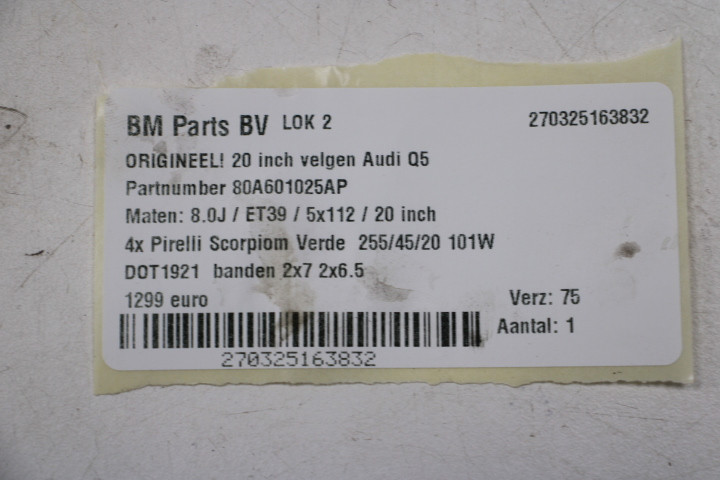 BM Parts BV LOK 2 270325163832
ORIGINEEL! 20 inch velgen Audi Q5
Partnumber 80A601025AP
Maten: 8.0J / ET39 / 5x112 / 20 inch
4x Pirelli Scorpiom Verde 255/45/20 101W
DOT1921 banden 2x7 2x6.5
1299 euro Verz: 75
Aantal: 1
270325163832